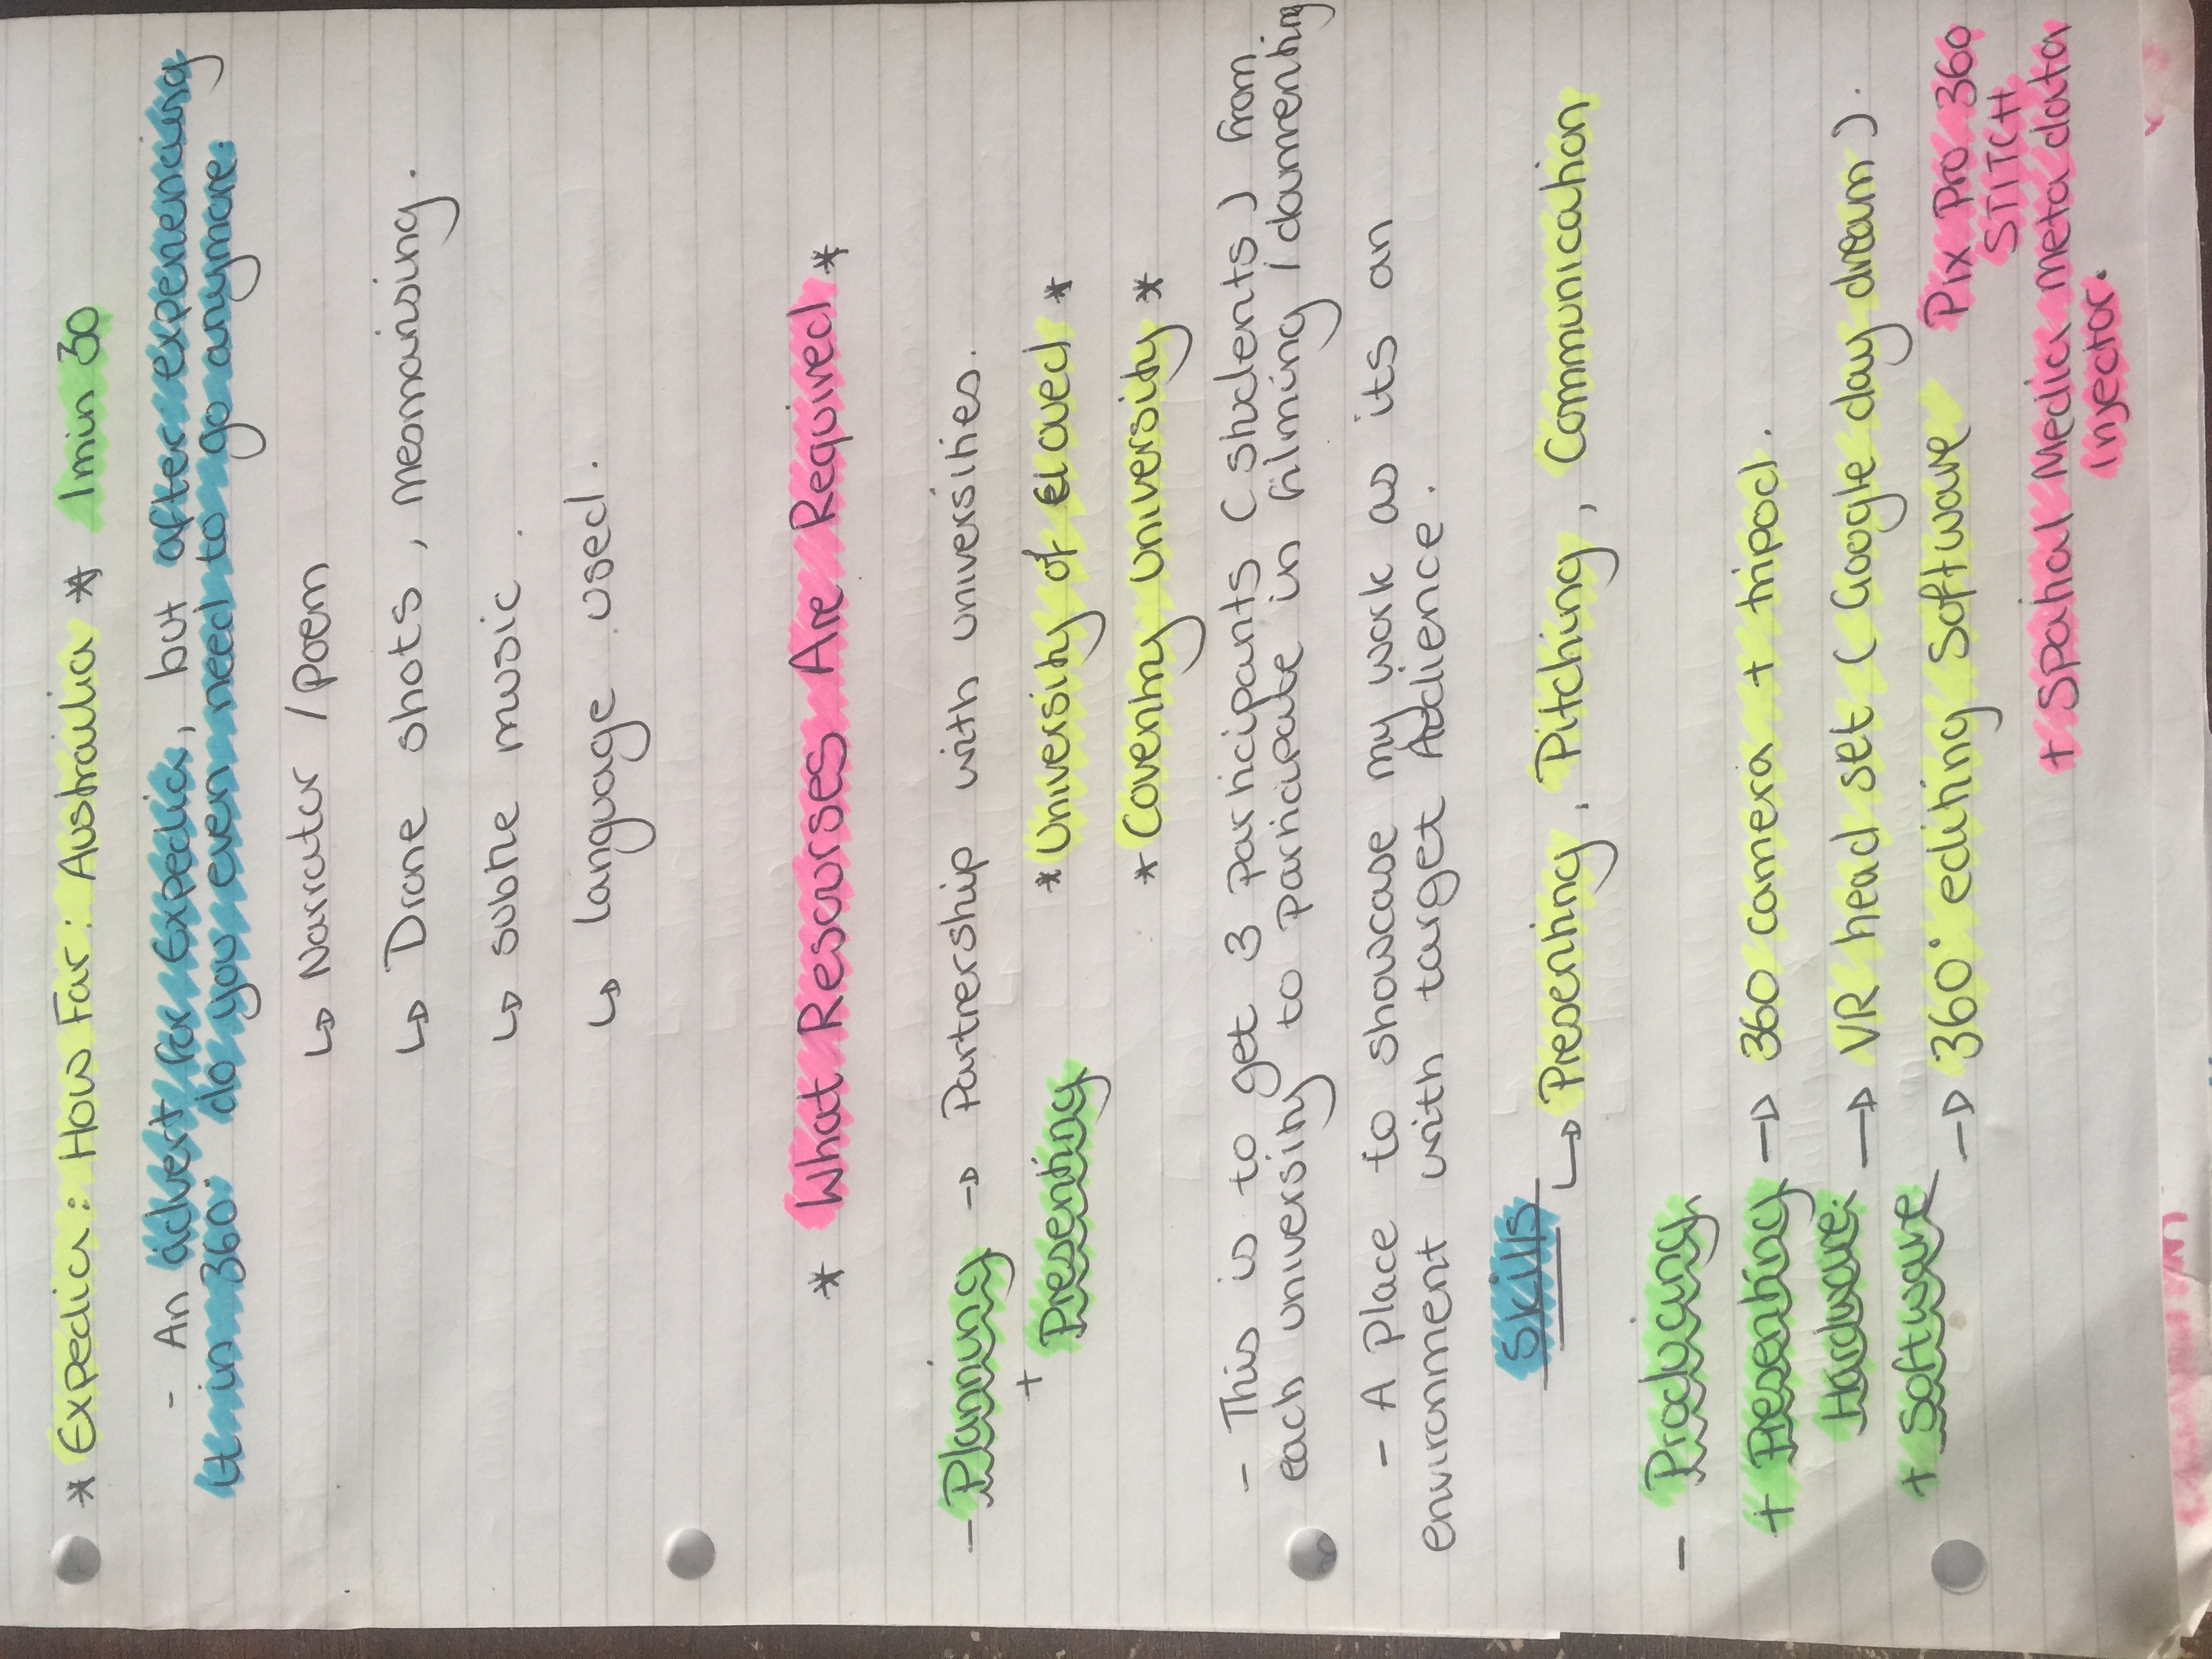 * Expedia: How Far: Australia * 1min 30
- An advert for Expedia, but after experiencing
it in 360° do you even need to go anymore.
↳ Narrator / Poem
↳ Drone shots, mesmorising.
↳ subtle music.
↳ language used.
* What Resourses Are Required *
- Planning → Partnership with universities.
+ Presenting * University of
* Coventry University *
- This is to get 3 Participants (students) from
each university to participate in filming / documenting
- A place to showcase my work as its an
environment with target Audience.
Skills
↳ Presenting, Pitching, Communication
- Producing
+ Presenting → 360 camera + tripod.
Hardware: → VR head set (Google day dream).
+ Software → 360° editing software Pix Pro 360
STITCH
+ Spatial Media meta data
Injector.